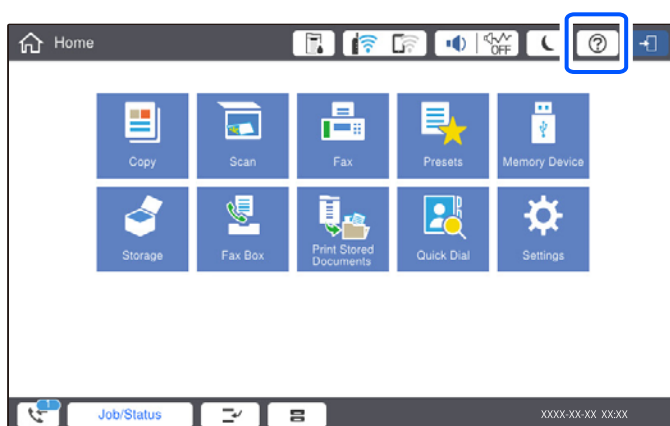 Home
OFF
Copy
Scan
Fax
Presets
Memory Device
Storage
Fax Box
Print Stored
Documents
Quick Dial
Settings
1
Job/Status
XXXX-XX-XX XX:XX